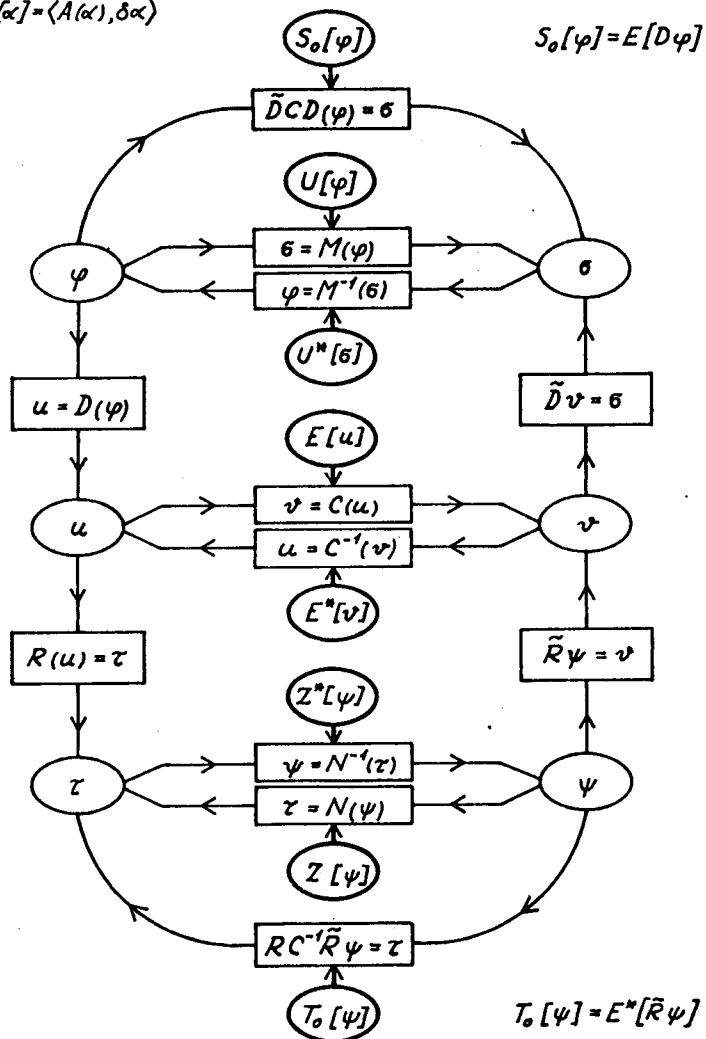 [α]=⟨A(α),δα⟩
S₀[φ]
S₀[φ]=E[Dφ]
D̃CD(φ)=σ
U[φ]
σ=M(φ)
φ
σ
φ=M⁻¹(σ)
U*[σ]
u=D(φ)
D̃v=σ
E[u]
v=C(u)
u
v
u=C⁻¹(v)
E*[v]
R(u)=τ
R̃ψ=v
Z*[ψ]
ψ=N⁻¹(τ)
τ
ψ
τ=N(ψ)
Z[ψ]
RC⁻¹R̃ψ=τ
T₀[ψ]
T₀[ψ]=E*[R̃ψ]